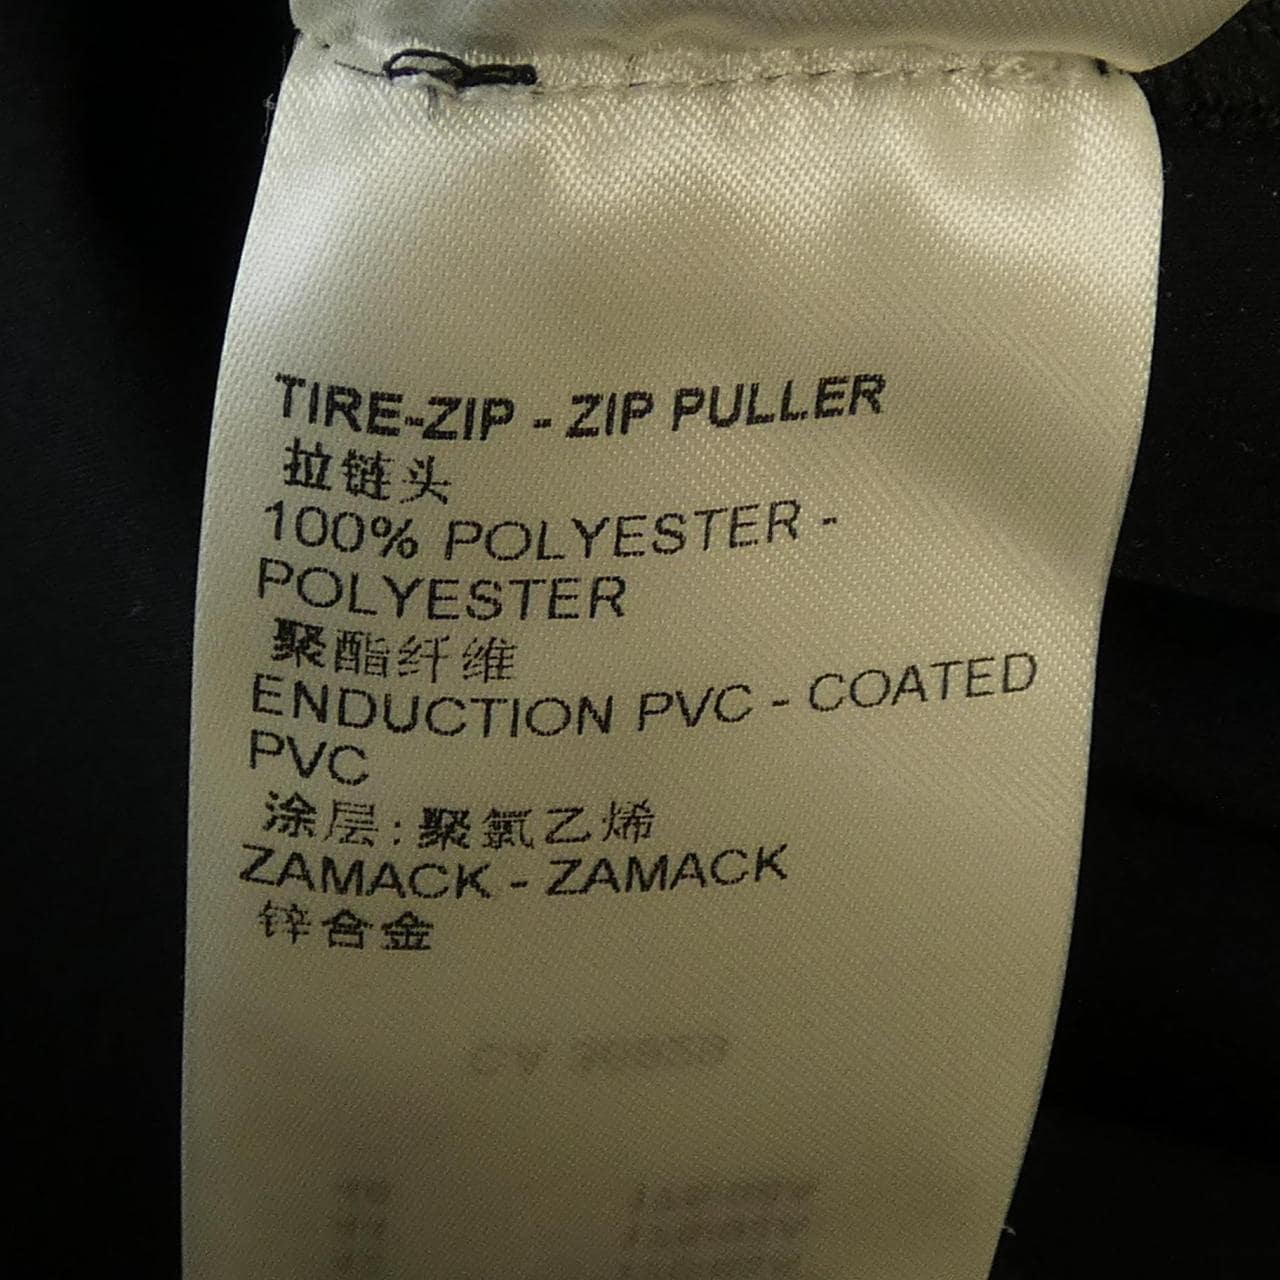 TIRE-ZIP - ZIP PULLER
拉链头
100% POLYESTER -
POLYESTER
聚酯纤维
ENDUCTION PVC - COATED
PVC
涂层:聚氯乙烯
ZAMACK - ZAMACK
锌合金